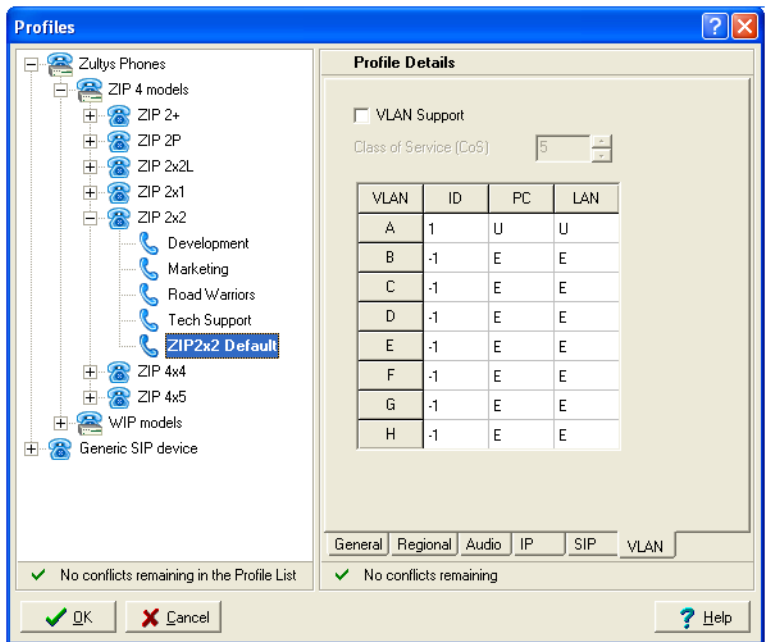 Profiles
Zultys Phones
ZIP 4 models
ZIP 2+
ZIP 2P
ZIP 2x2L
ZIP 2x1
ZIP 2x2
Development
Marketing
Road Warriors
Tech Support
ZIP2x2 Default
ZIP 4x4
ZIP 4x5
WIP models
Generic SIP device
No conflicts remaining in the Profile List
Profile Details
VLAN Support
Class of Service (CoS) 5
VLAN ID PC LAN
A 1 U U
B -1 E E
C -1 E E
D -1 E E
E -1 E E
F -1 E E
G -1 E E
H -1 E E
General Regional Audio IP SIP VLAN
No conflicts remaining
OK Cancel ? Help